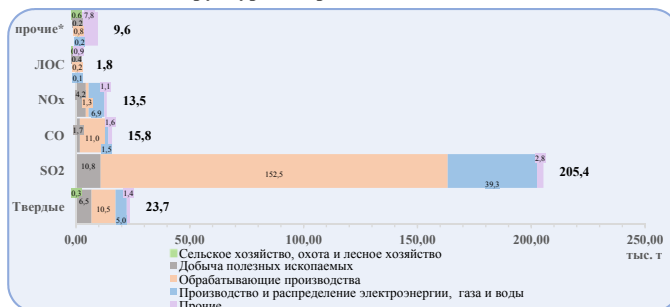 0.6 7,8
0.2
прочие* 0.8 9,6
0.2
0,9
0.4
ЛОС 0.2 1,8
0.1
1,1
4,2
NOx 1,3 13,5
6,9
1,6
1,7
CO 11,0 15,8
1,5
10,8 2,8
SO2 152,5 205,4
39,3
0,3 1,4
6,5
Твердые 10,5 23,7
5,0
0,00 50,00 100,00 150,00 200,00 250,00
тыс. т
Сельское хозяйство, охота и лесное хозяйство
Добыча полезных ископаемых
Обрабатывающие производства
Производство и распределение электроэнергии, газа и воды
Прочие